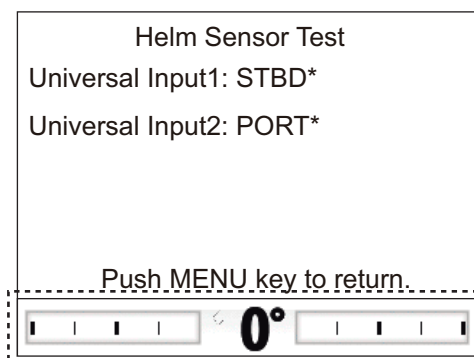 Helm Sensor Test
Universal Input1: STBD*
Universal Input2: PORT*
Push MENU key to return.
0°